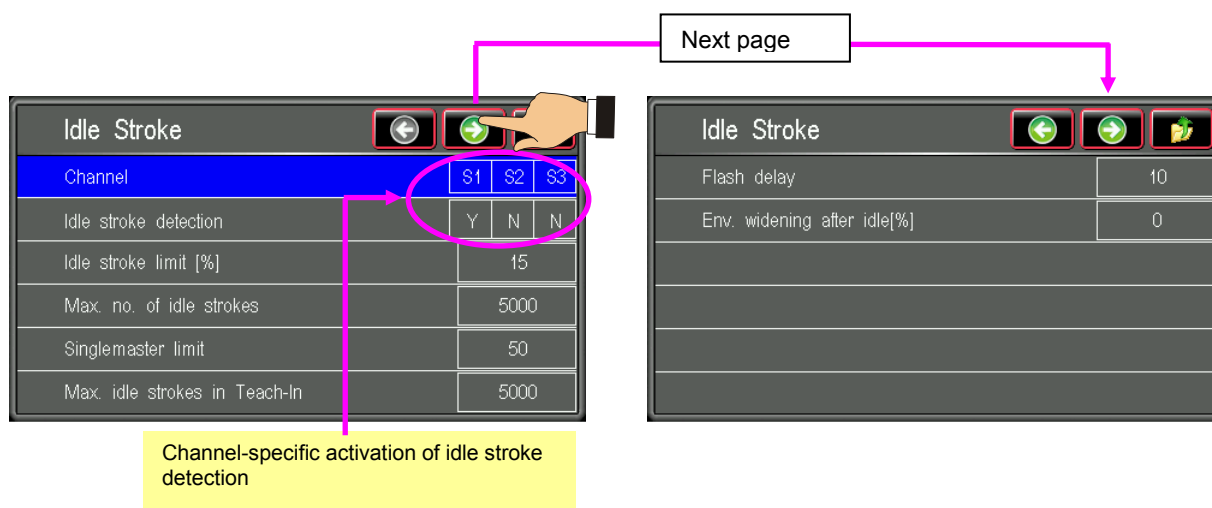 Next page
Idle Stroke
Channel S1 S2 S3
Idle stroke detection Y N N
Idle stroke limit [%] 15
Max. no. of idle strokes 5000
Singlemaster limit 50
Max. idle strokes in Teach-In 5000
Channel-specific activation of idle stroke
detection
Idle Stroke
Flash delay 10
Env. widening after idle[%] 0